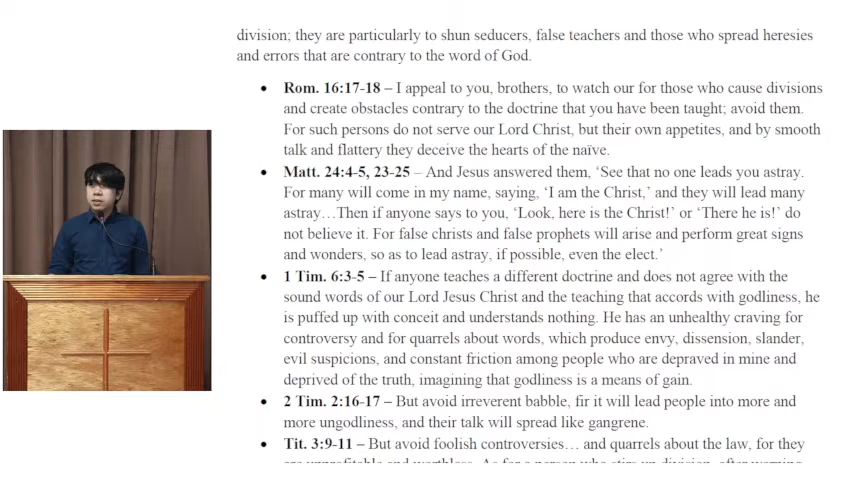 division; they are particularly to shun seducers, false teachers and those who spread heresies
and errors that are contrary to the word of God.
• Rom. 16:17-18 – I appeal to you, brothers, to watch our for those who cause divisions
and create obstacles contrary to the doctrine that you have been taught; avoid them.
For such persons do not serve our Lord Christ, but their own appetites, and by smooth
talk and flattery they deceive the hearts of the naïve.
• Matt. 24:4-5, 23-25 – And Jesus answered them, ‘See that no one leads you astray.
For many will come in my name, saying, ‘I am the Christ,’ and they will lead many
astray…Then if anyone says to you, ‘Look, here is the Christ!’ or ‘There he is!’ do
not believe it. For false christs and false prophets will arise and perform great signs
and wonders, so as to lead astray, if possible, even the elect.’
• 1 Tim. 6:3-5 – If anyone teaches a different doctrine and does not agree with the
sound words of our Lord Jesus Christ and the teaching that accords with godliness, he
is puffed up with conceit and understands nothing. He has an unhealthy craving for
controversy and for quarrels about words, which produce envy, dissension, slander,
evil suspicions, and constant friction among people who are depraved in mine and
deprived of the truth, imagining that godliness is a means of gain.
• 2 Tim. 2:16-17 – But avoid irreverent babble, fir it will lead people into more and
more ungodliness, and their talk will spread like gangrene.
• Tit. 3:9-11 – But avoid foolish controversies… and quarrels about the law, for they
are unprofitable and worthless. As for a person who stirs up division, after warning